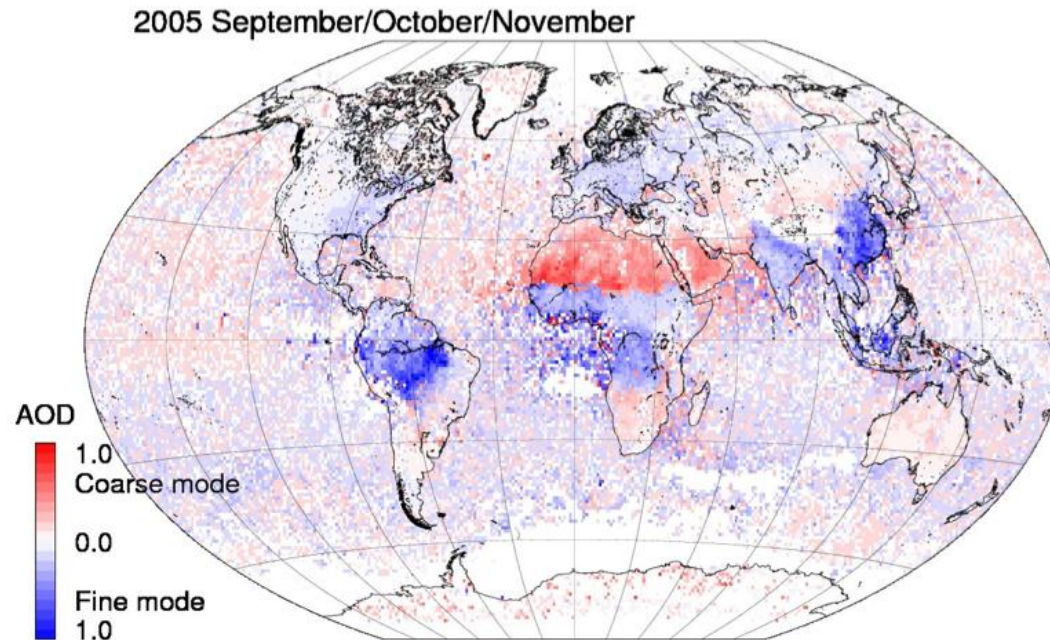 2005 September/October/November
AOD
1.0
Coarse mode
0.0
Fine mode
1.0